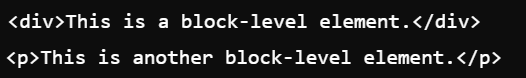 <div>This is a block-level element.</div>
<p>This is another block-level element.</p>